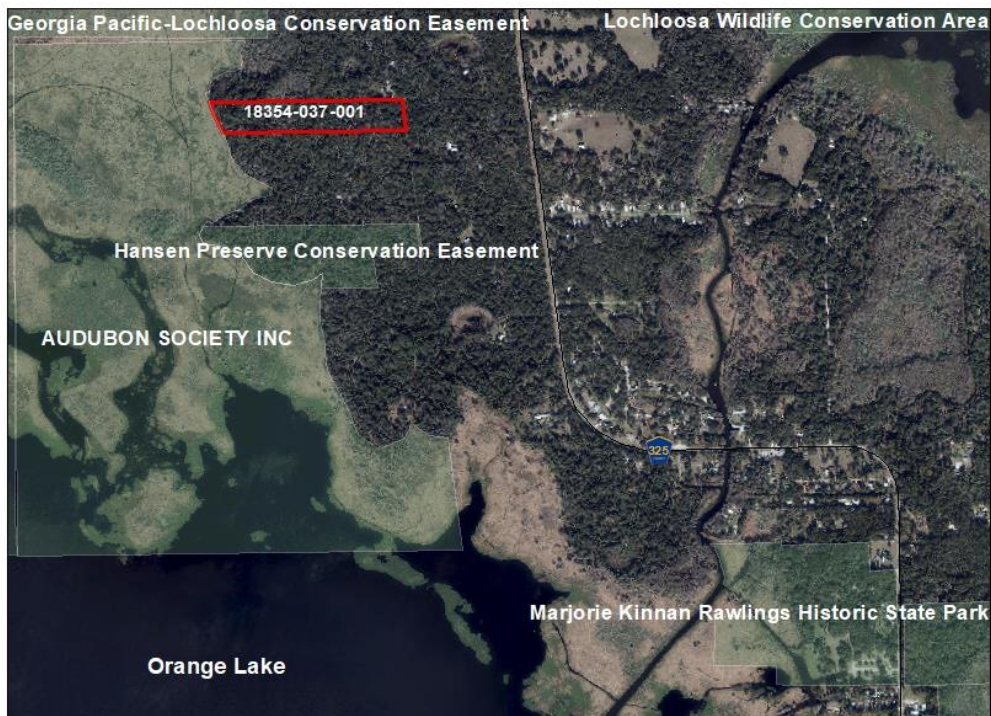 Georgia Pacific-Lochloosa Conservation Easement
Lochloosa Wildlife Conservation Area
18354-037-001
Hansen Preserve Conservation Easement
AUDUBON SOCIETY INC
325
Marjorie Kinnan Rawlings Historic State Park
Orange Lake